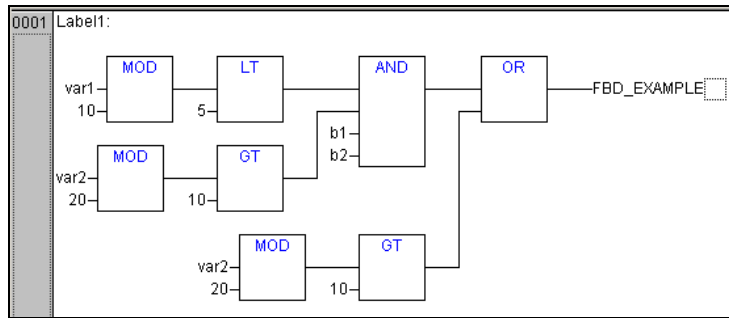 0001 Label1:
MOD LT AND OR
var1 FBD_EXAMPLE
10 5
b1
MOD GT b2
var2
20 10
MOD GT
var2
20 10